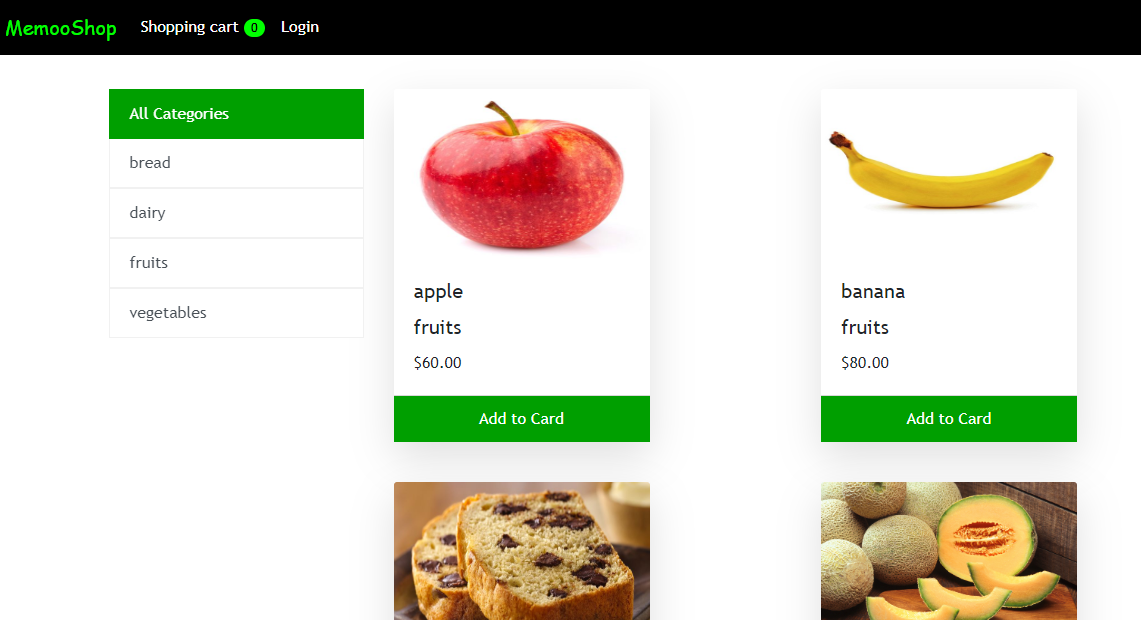 MemooShop Shopping cart 0 Login
All Categories
bread
dairy
fruits
vegetables
apple
fruits
$60.00
Add to Card
banana
fruits
$80.00
Add to Card